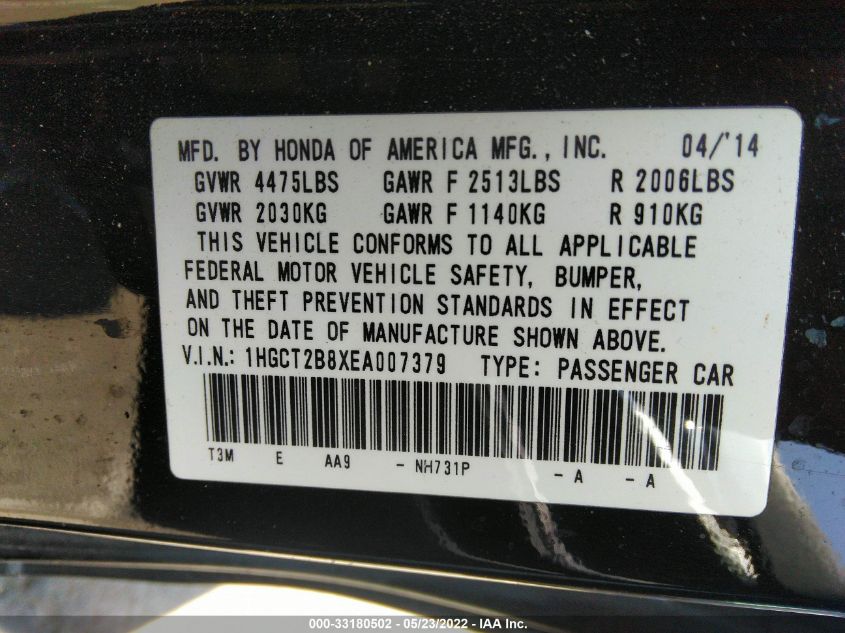 MFD. BY HONDA OF AMERICA MFG., INC. 04/'14
GVWR 4475LBS GAWR F 2513LBS R 2006LBS
GVWR 2030KG GAWR F 1140KG R 910KG
THIS VEHICLE CONFORMS TO ALL APPLICABLE
FEDERAL MOTOR VEHICLE SAFETY, BUMPER,
AND THEFT PREVENTION STANDARDS IN EFFECT
ON THE DATE OF MANUFACTURE SHOWN ABOVE.
V.I.N.: 1HGCT2B8XEA007379 TYPE: PASSENGER CAR
T3M E AA9 - NH731P - A - A
000-33180502 - 05/23/2022 - IAA Inc.